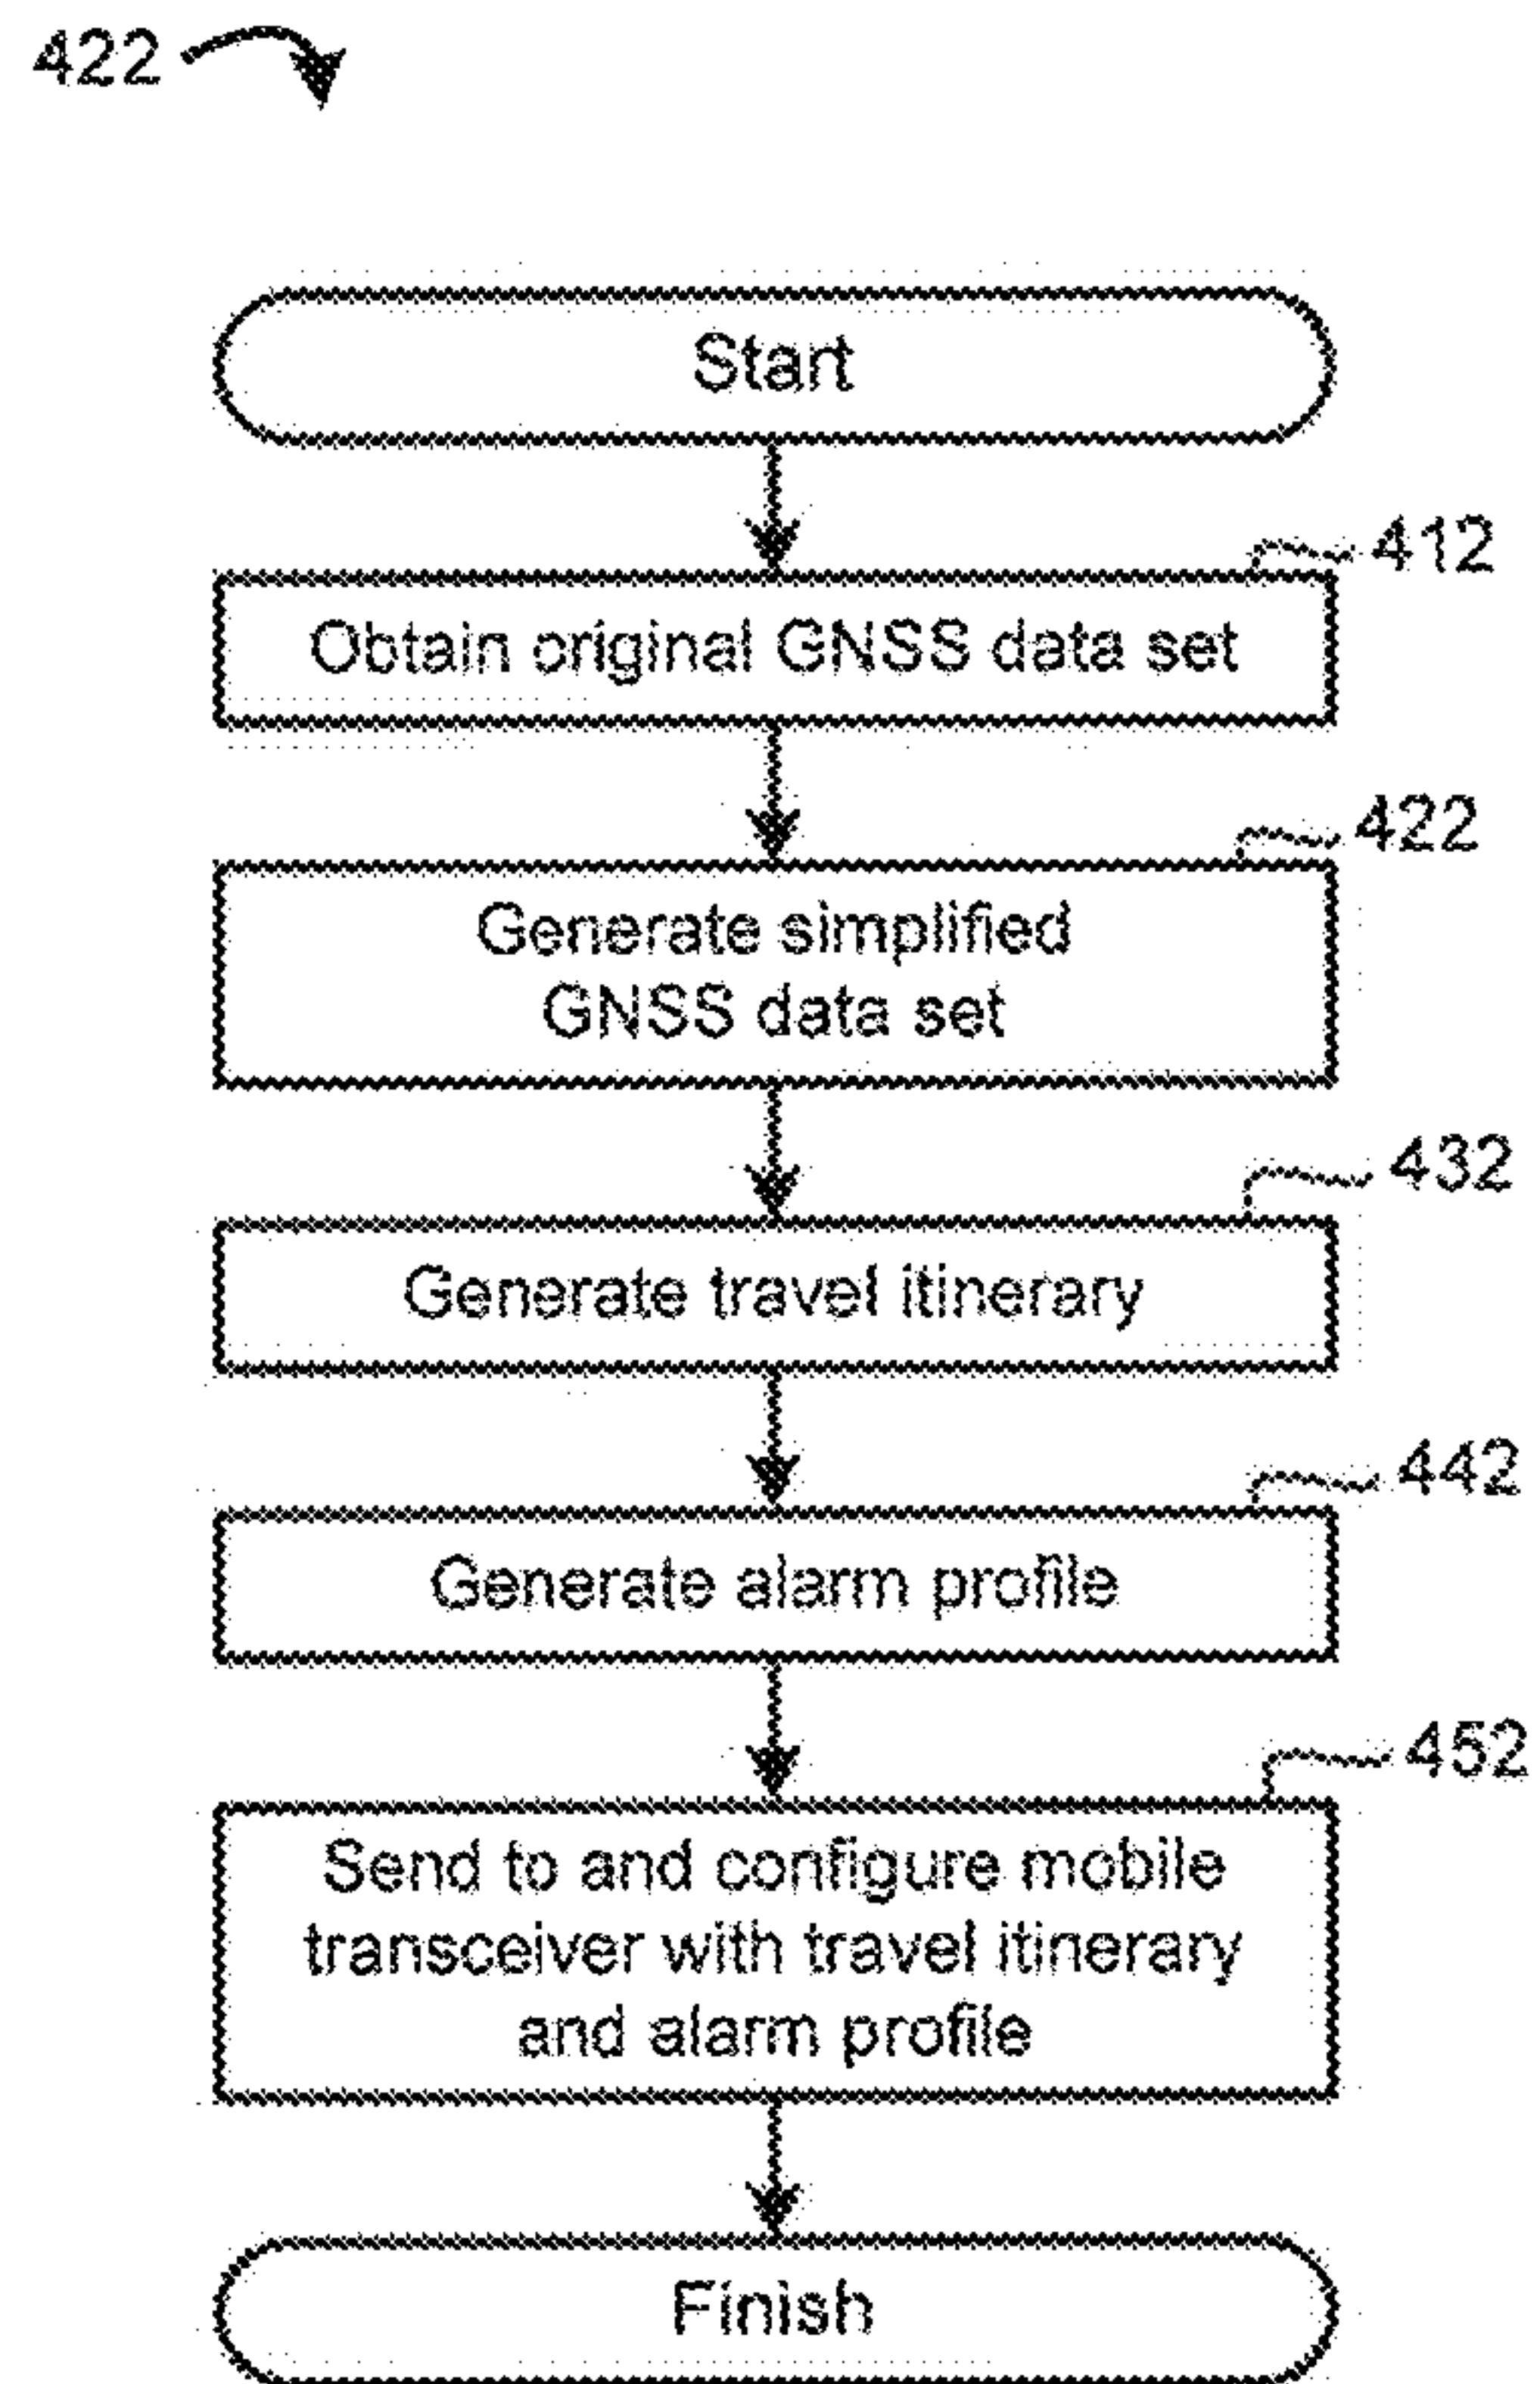 422
Start
412
Obtain original GNSS data set
422
Generate simplified
GNSS data set
432
Generate travel itinerary
442
Generate alarm profile
452
Send to and configure mobile
transceiver with travel itinerary
and alarm profile
Finish